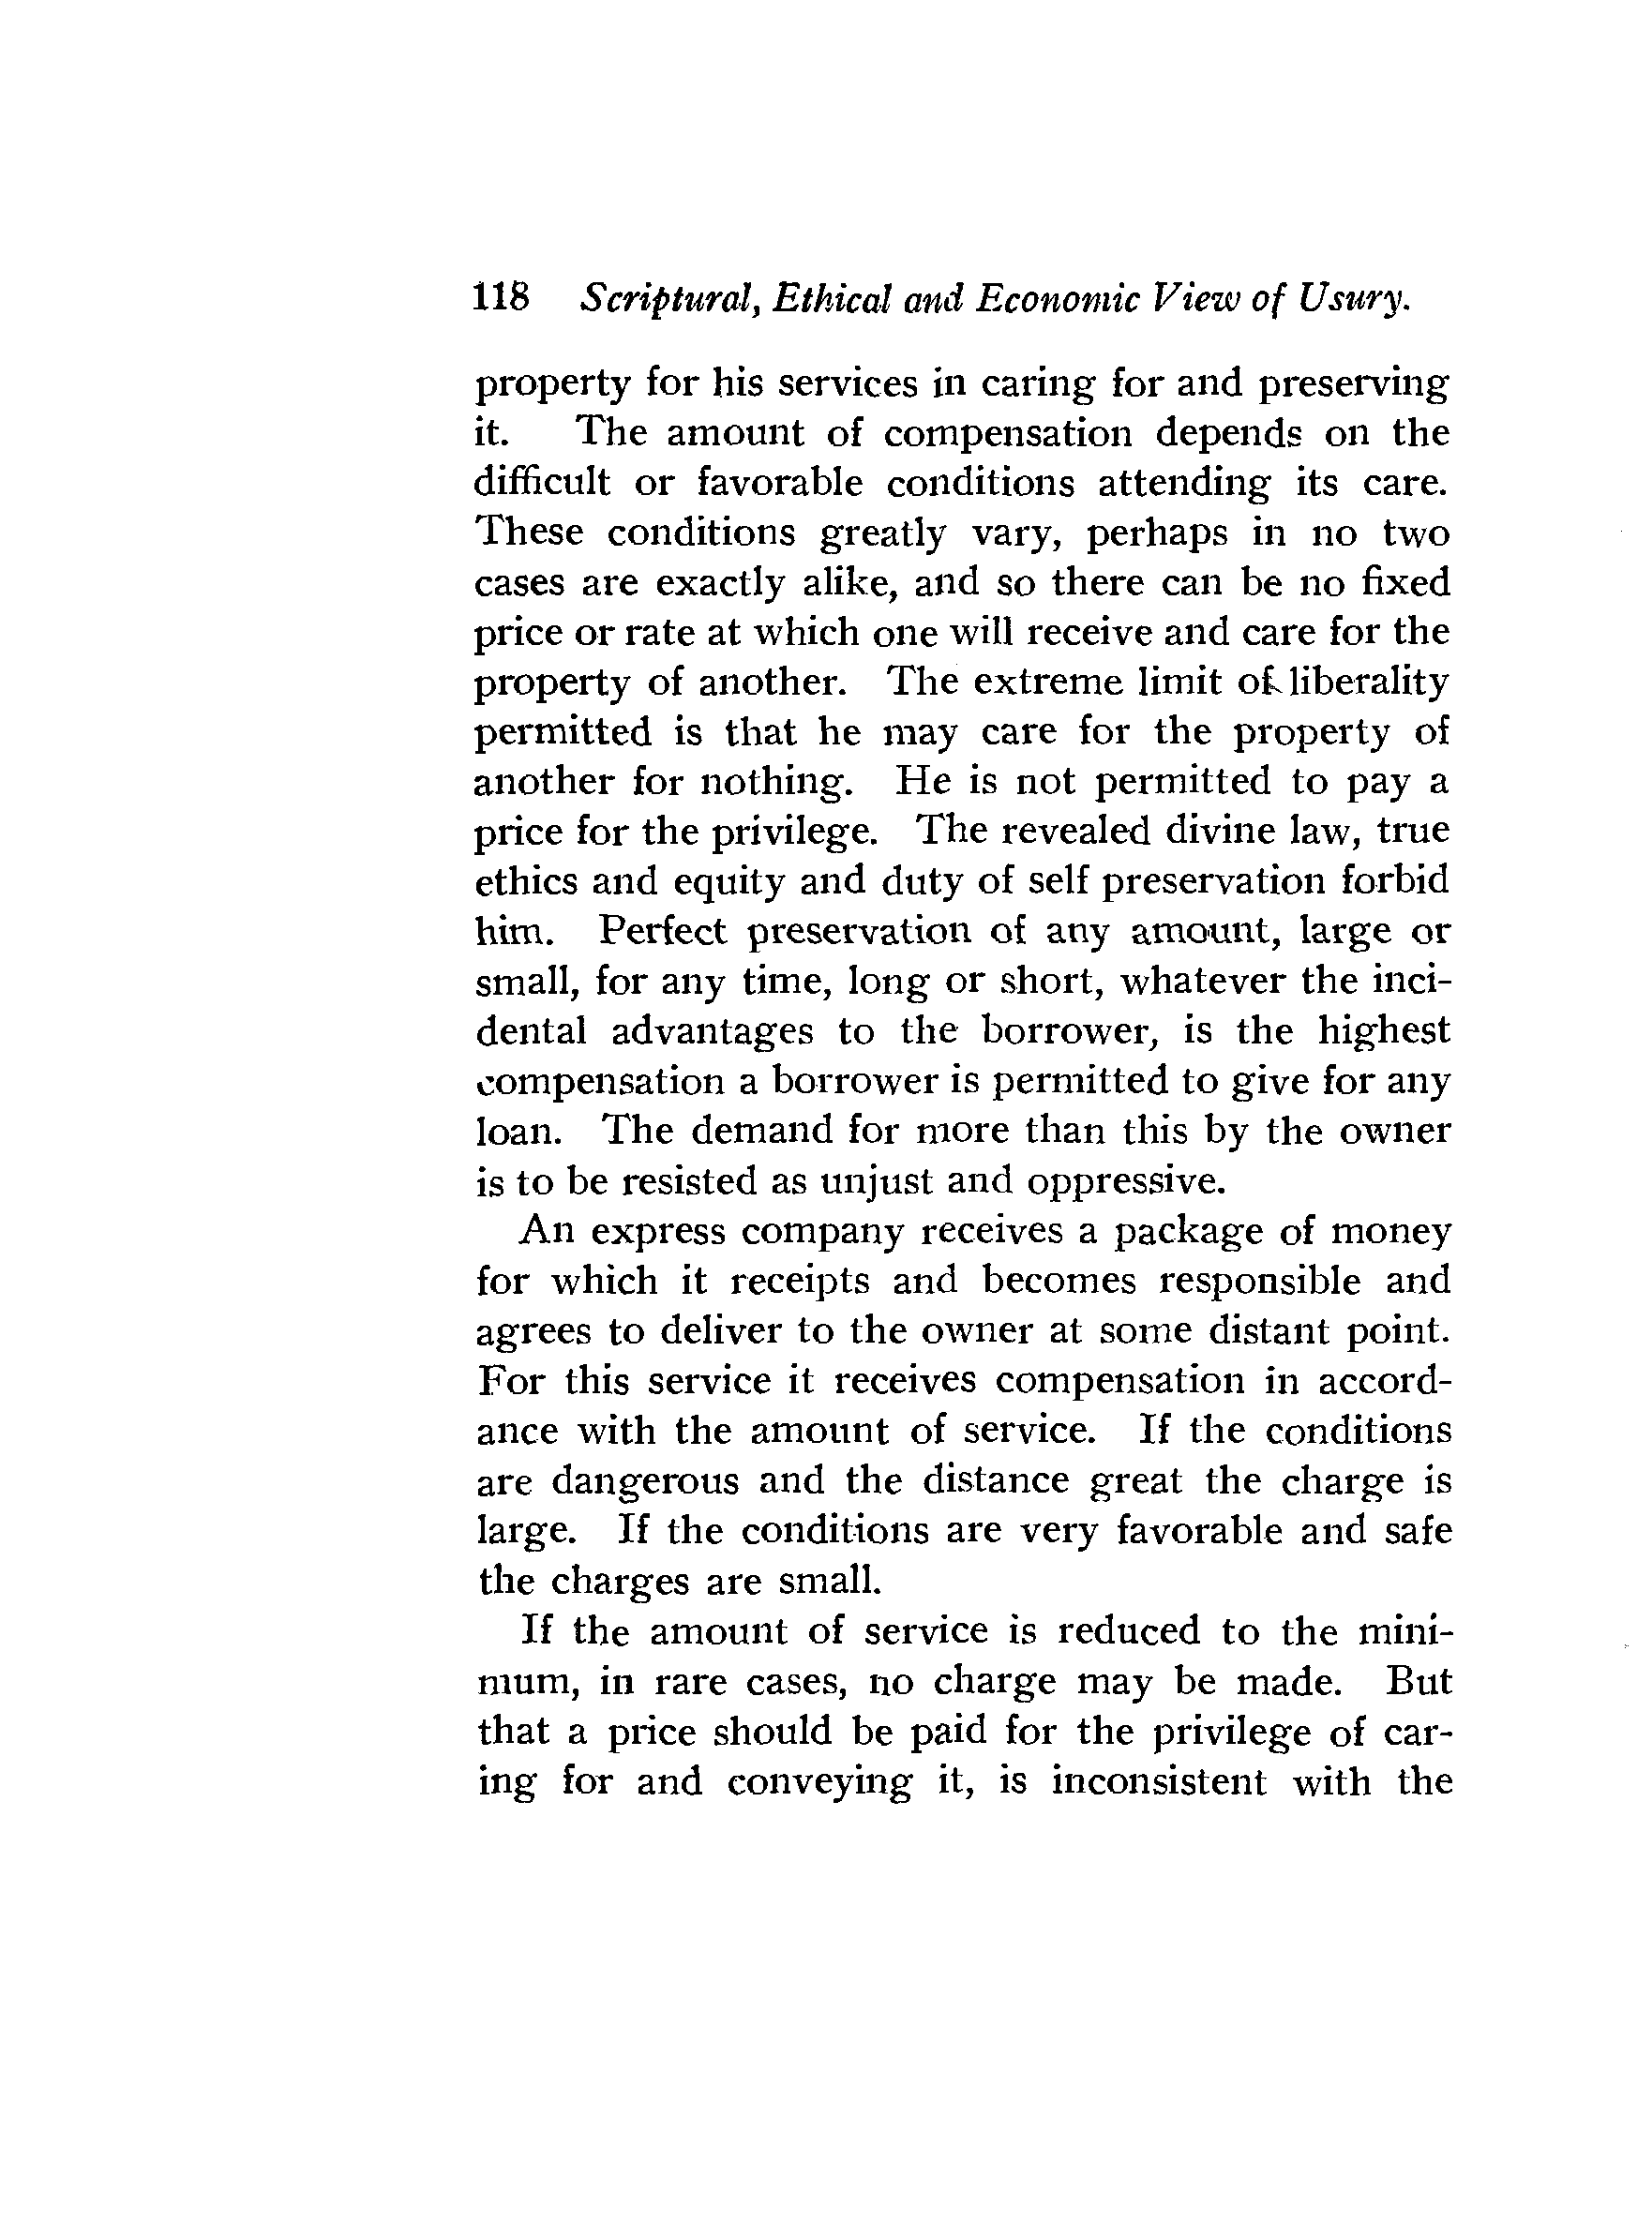 118 Scriptural, Ethical and Economic View of Usury.
property for his services in caring for and preserving
it. The amount of compensation depends on the
difficult or favorable conditions attending its care.
These conditions greatly vary, perhaps in no two
cases are exactly alike, and so there can be no fixed
price or rate at which one will receive and care for the
property of another. The extreme limit of liberality
permitted is that he may care for the property of
another for nothing. He is not permitted to pay a
price for the privilege. The revealed divine law, true
ethics and equity and duty of self preservation forbid
him. Perfect preservation of any amount, large or
small, for any time, long or short, whatever the inci-
dental advantages to the borrower, is the highest
compensation a borrower is permitted to give for any
loan. The demand for more than this by the owner
is to be resisted as unjust and oppressive.
An express company receives a package of money
for which it receipts and becomes responsible and
agrees to deliver to the owner at some distant point.
For this service it receives compensation in accord-
ance with the amount of service. If the conditions
are dangerous and the distance great the charge is
large. If the conditions are very favorable and safe
the charges are small.
If the amount of service is reduced to the mini-
mum, in rare cases, no charge may be made. But
that a price should be paid for the privilege of car-
ing for and conveying it, is inconsistent with the